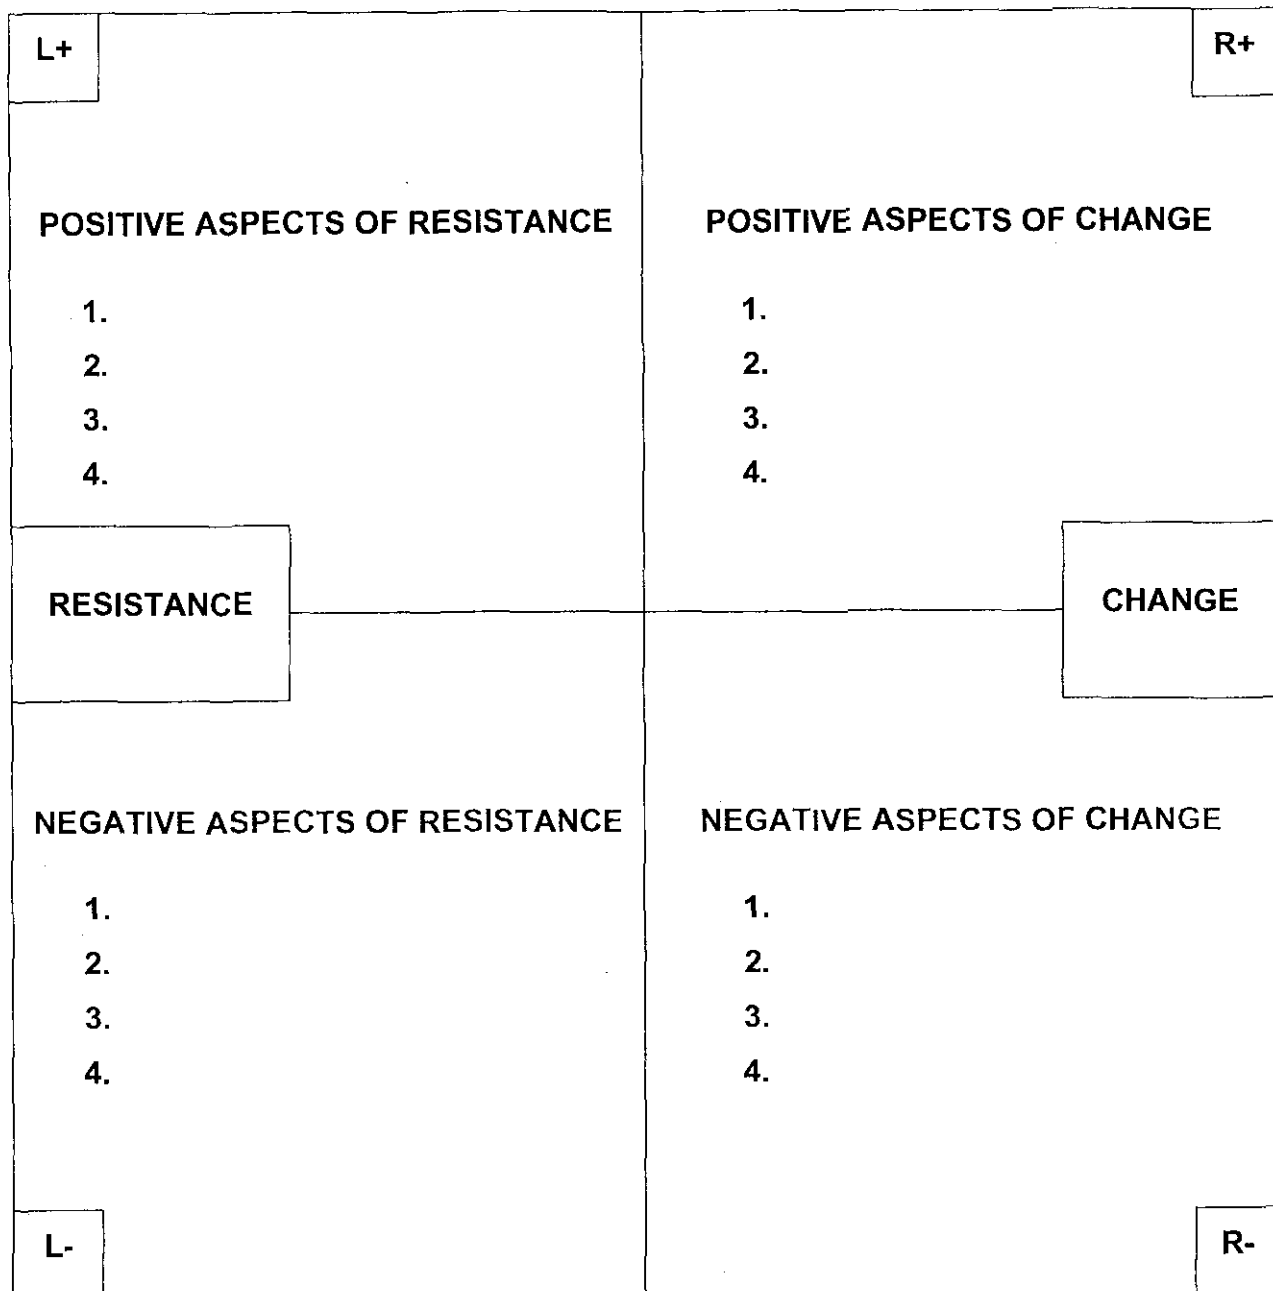 L+
R+
POSITIVE ASPECTS OF RESISTANCE
1.
2.
3.
4.
POSITIVE ASPECTS OF CHANGE
1.
2.
3.
4.
RESISTANCE
CHANGE
NEGATIVE ASPECTS OF RESISTANCE
1.
2.
3.
4.
NEGATIVE ASPECTS OF CHANGE
1.
2.
3.
4.
L-
R-